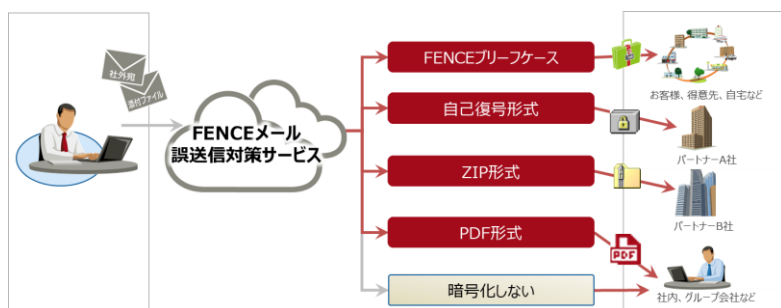 社外宛
添付ファイル
FENCEメール
誤送信対策サービス
FENCEブリーフケース
お客様、得意先、自宅など
自己復号形式
パートナーA社
ZIP形式
パートナーB社
PDF形式
PDF
暗号化しない
社内、グループ会社など